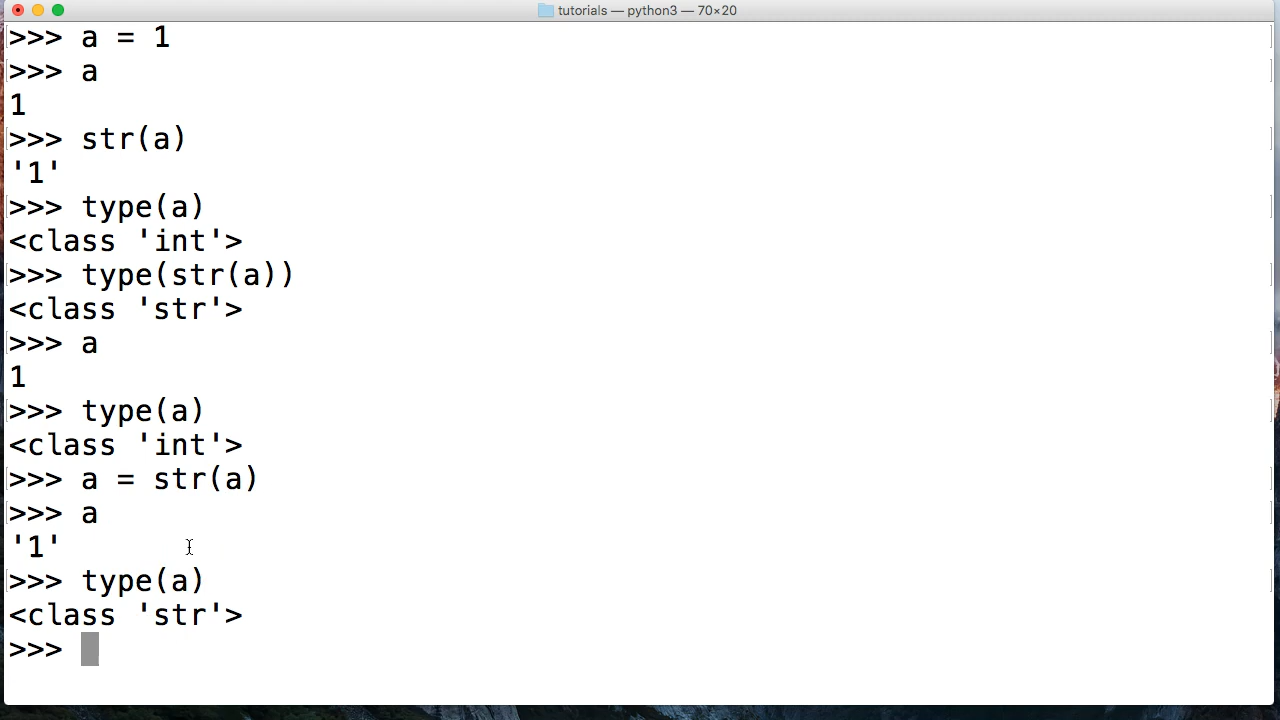 tutorials — python3 — 70×20
>>> a = 1
>>> a
1
>>> str(a)
'1'
>>> type(a)
<class 'int'>
>>> type(str(a))
<class 'str'>
>>> a
1
>>> type(a)
<class 'int'>
>>> a = str(a)
>>> a
'1'
>>> type(a)
<class 'str'>
>>>